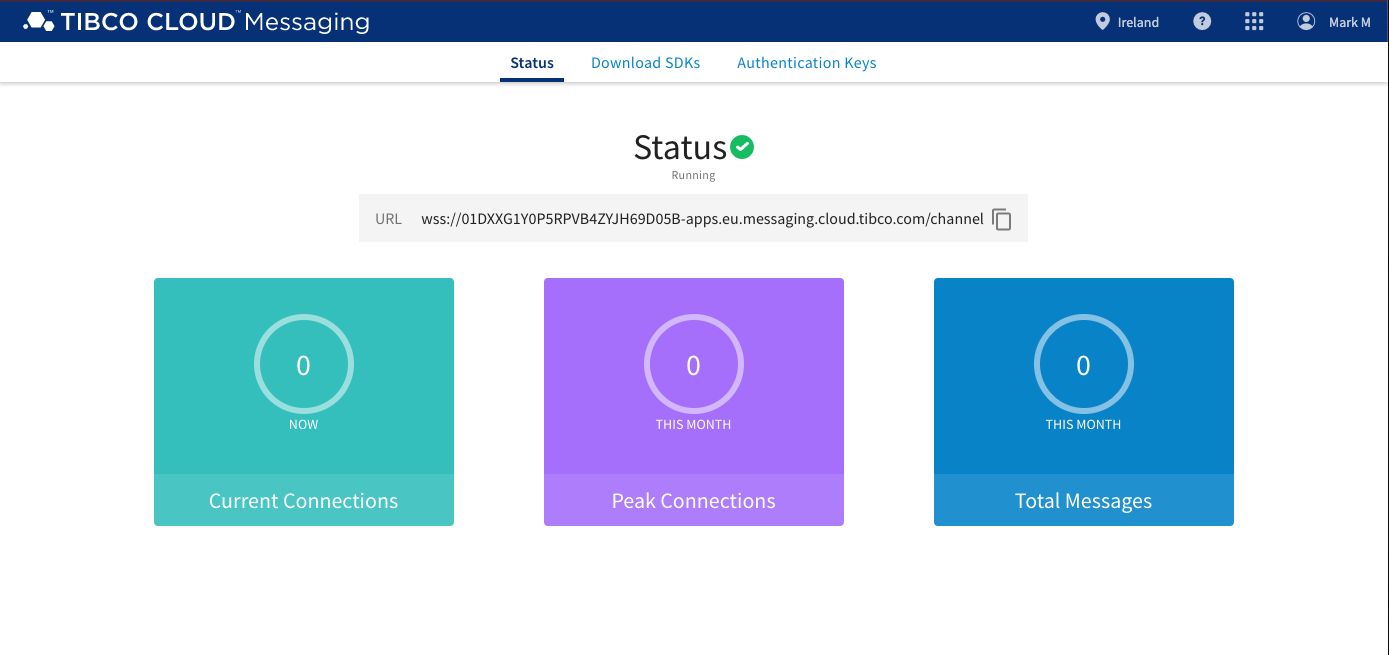 TIBCO CLOUD™ Messaging
Ireland
?
Mark M
Status
Download SDKs
Authentication Keys
Status
Running
URL wss://01DXXG1Y0P5RPVB4ZYJH69D05B-apps.eu.messaging.cloud.tibco.com/channel
0
NOW
Current Connections
0
THIS MONTH
Peak Connections
0
THIS MONTH
Total Messages